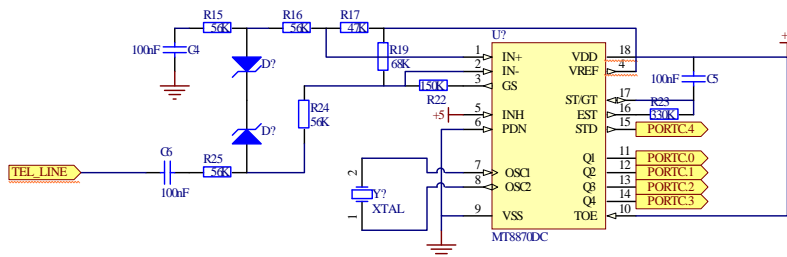 R15 R16 R17
56K 56K 47K
100nF C4
D?
R19
68K
U?
1 IN+ VDD 18
2 IN- VREF 4
3 GS
150K
R22
100nF C5
ST/GT 17
R23
EST 16 330K
+5 5 INH STD 15 PORTC.4
6 PDN
R24
56K
D?
C6 R25
TEL_LINE 56K
100nF
Q1 11 PORTC.0
7 OSC1 Q2 12 PORTC.1
8 OSC2 Q3 13 PORTC.2
Q4 14 PORTC.3
9 VSS TOE 10
2
Y?
XTAL
1
MT8870DC
+